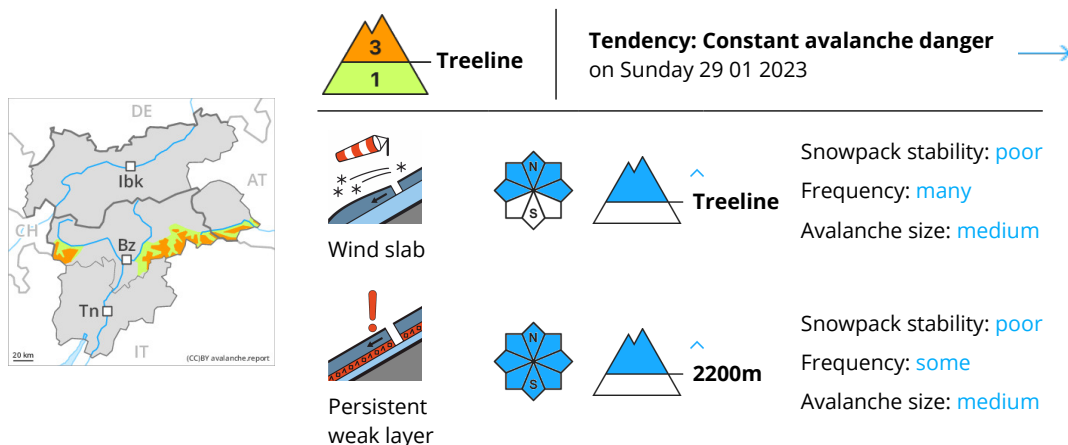 3
1
Treeline
Tendency: Constant avalanche danger
on Sunday 29 01 2023
DE
AT
CH
IT
Ibk
Bz
Tn
20 km
(CC)BY avalanche.report
Wind slab
N
S
Treeline
Snowpack stability: poor
Frequency: many
Avalanche size: medium
Persistent
weak layer
N
S
2200m
Snowpack stability: poor
Frequency: some
Avalanche size: medium